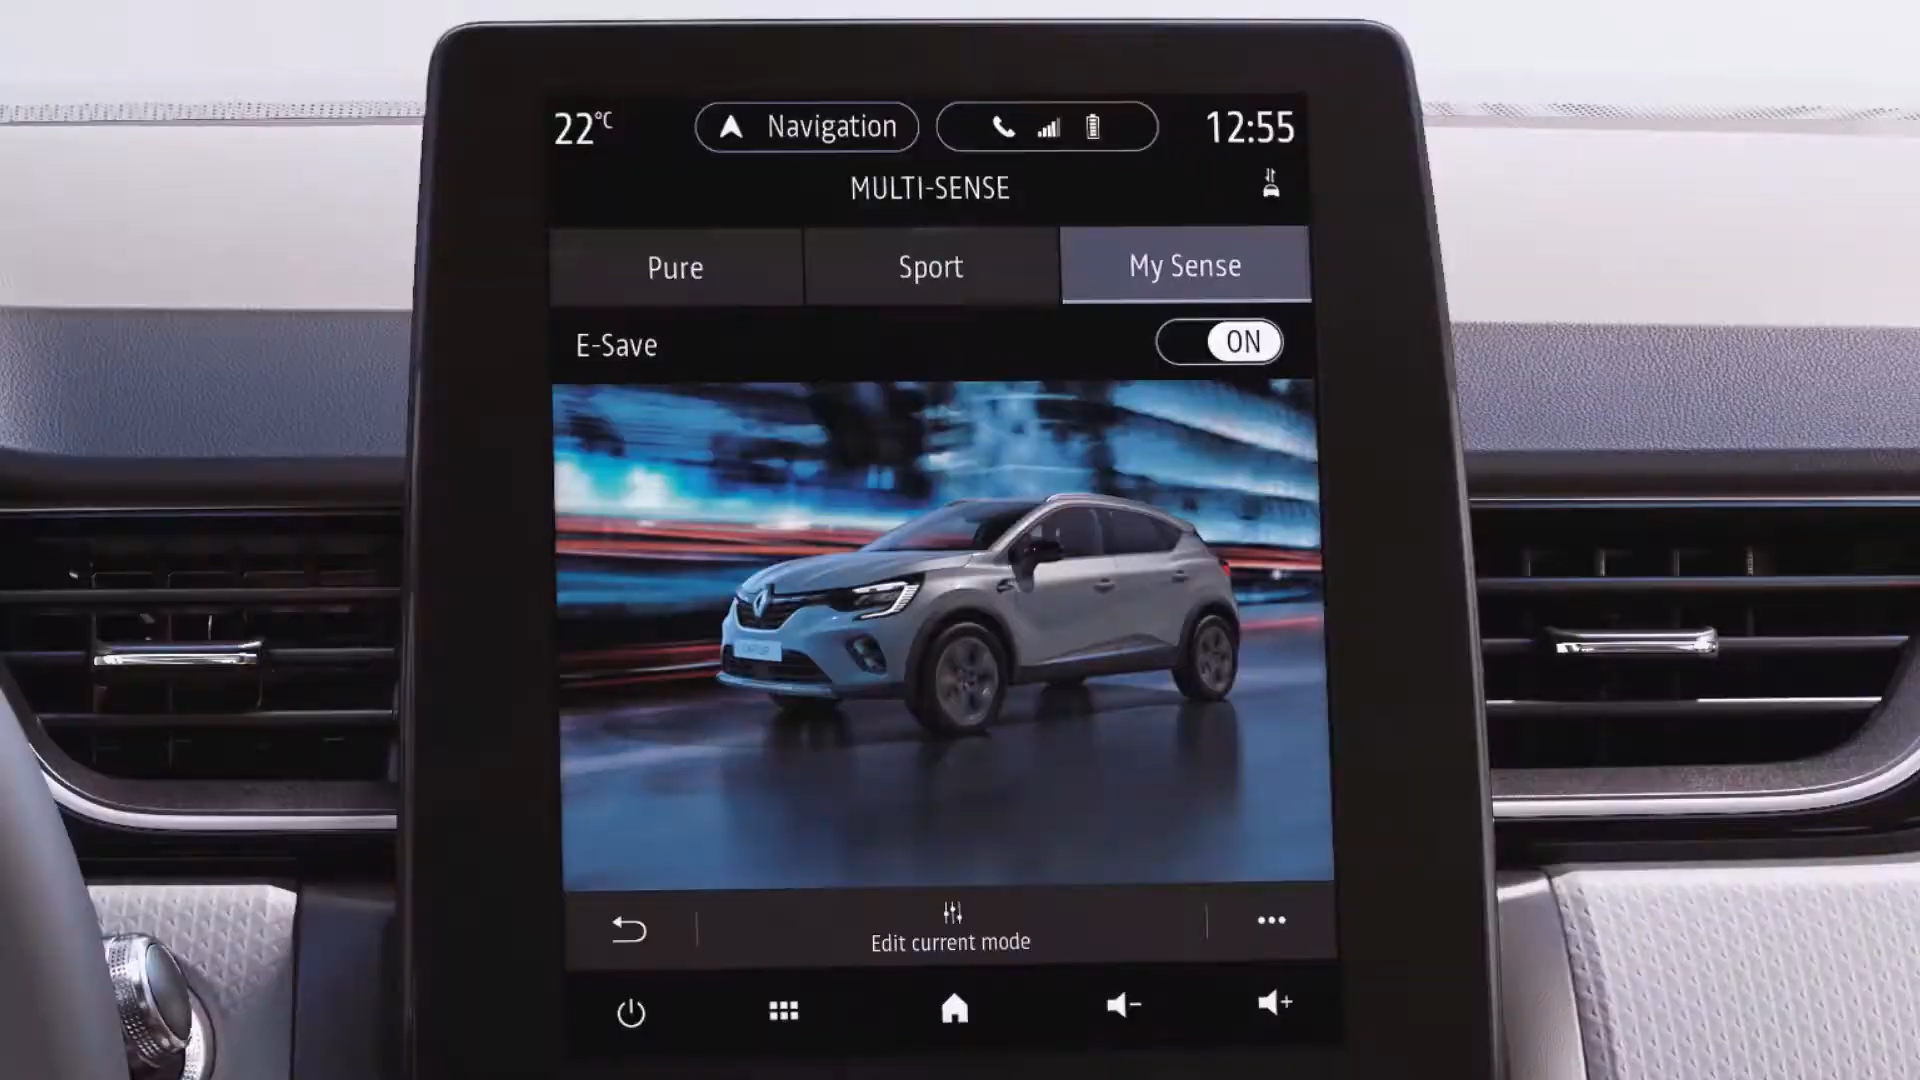 22°C Navigation 12:55
MULTI-SENSE
Pure Sport My Sense
E-Save ON
Edit current mode